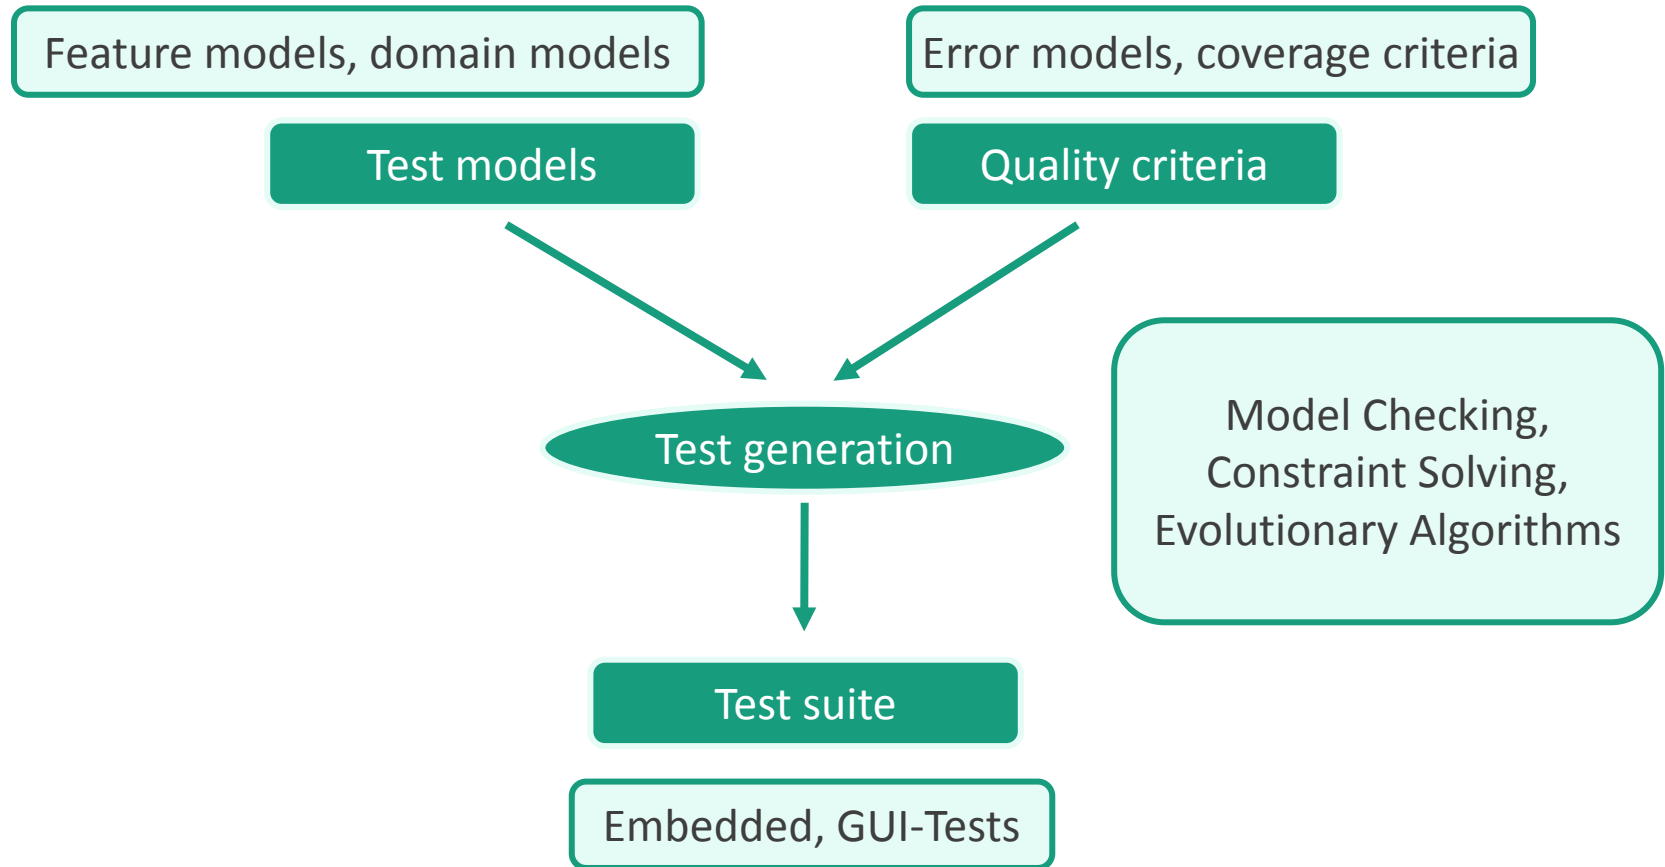 Feature models, domain models
Error models, coverage criteria
Test models
Quality criteria
Test generation
Model Checking,
Constraint Solving,
Evolutionary Algorithms
Test suite
Embedded, GUI-Tests